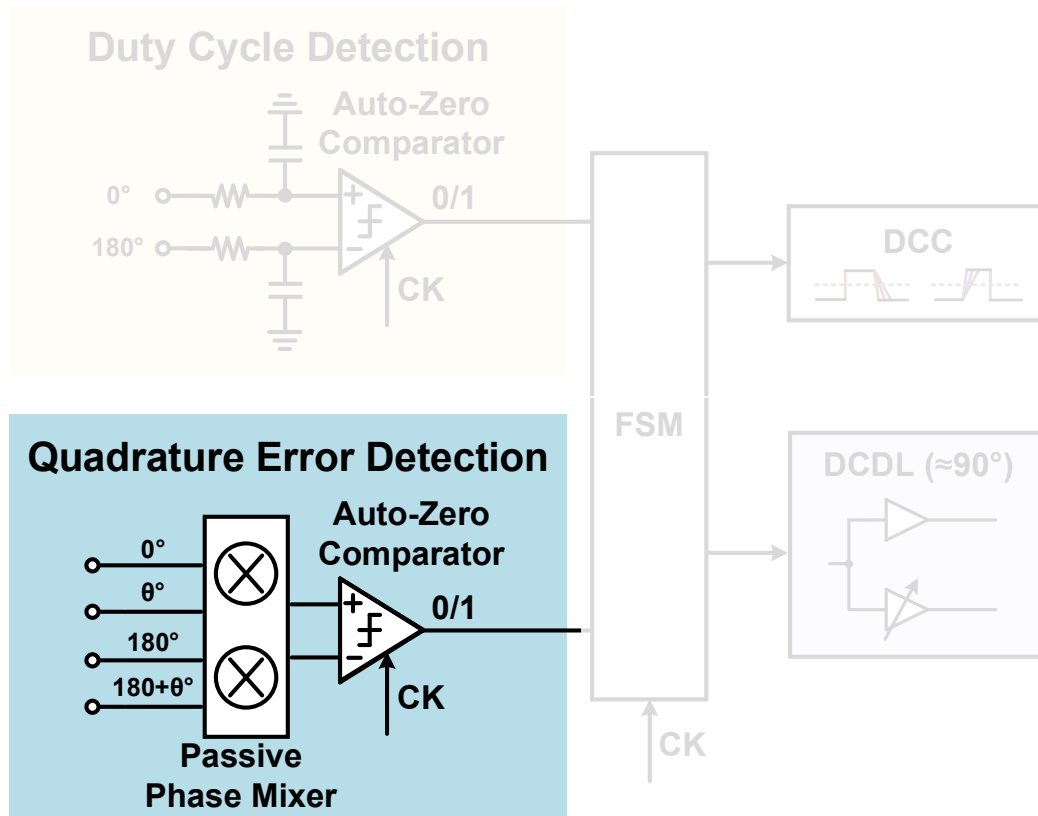 Duty Cycle Detection
Auto-Zero
Comparator
0°
180°
+
−
0/1
CK
FSM
DCC
Quadrature Error Detection
Auto-Zero
Comparator
0°
θ°
180°
180+θ°
+
−
0/1
CK
Passive
Phase Mixer
DCDL (≈90°)
CK